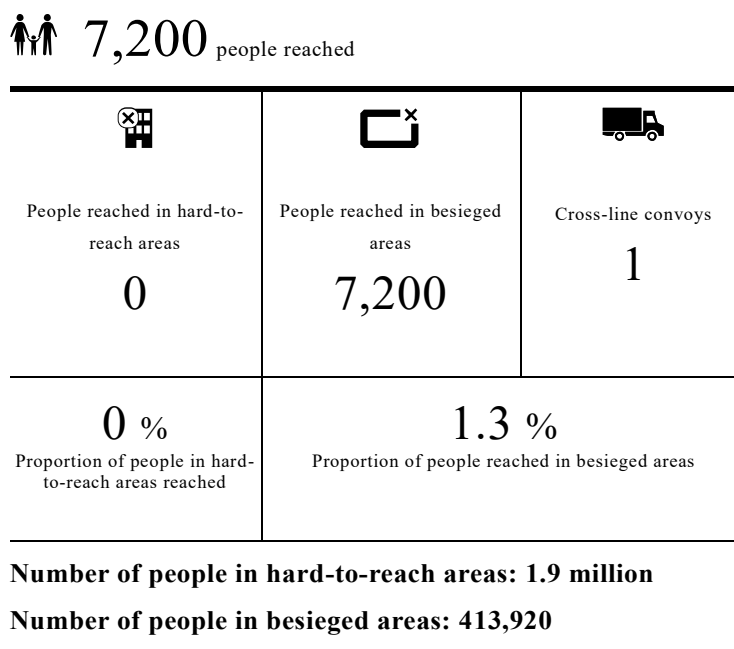 7,200 people reached
People reached in hard-to-
reach areas
0
People reached in besieged
areas
7,200
Cross-line convoys
1
0 %
Proportion of people in hard-
to-reach areas reached
1.3 %
Proportion of people reached in besieged areas
Number of people in hard-to-reach areas: 1.9 million
Number of people in besieged areas: 413,920